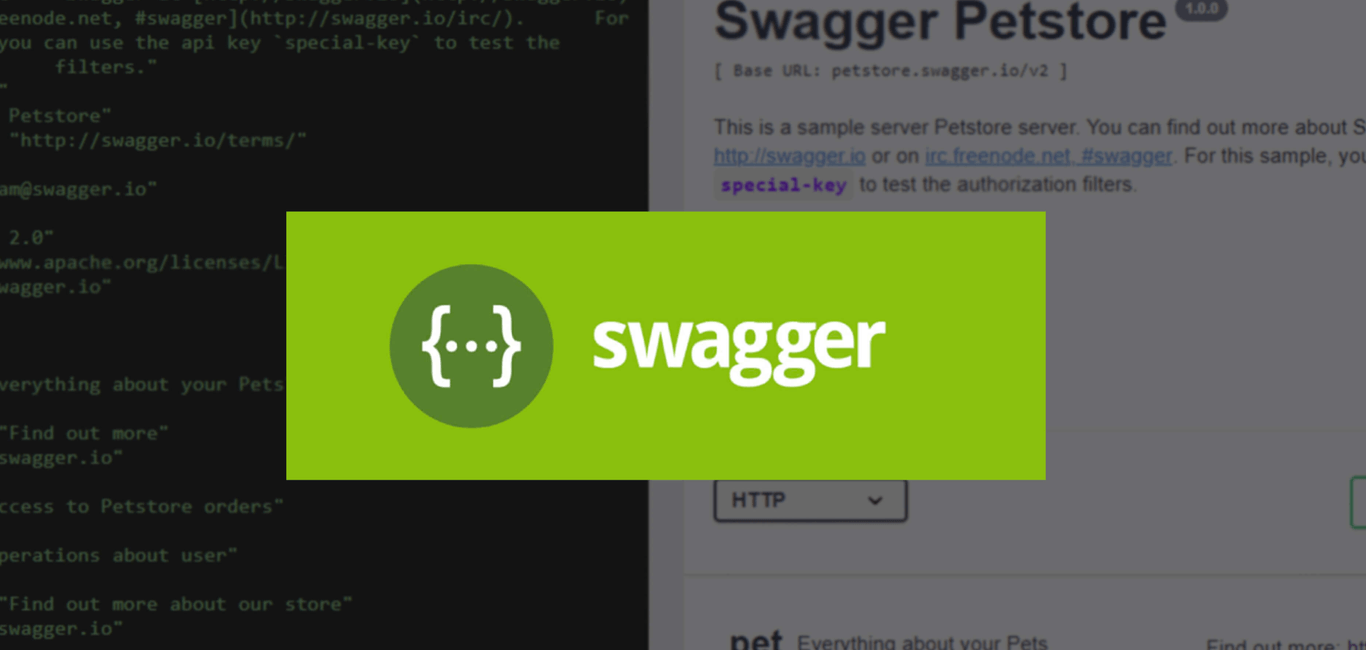 eenode.net, #swagger](http://swagger.io/irc/). For
you can use the api key `special-key` to test the
filters."
"
Petstore"
"http://swagger.io/terms/"
am@swagger.io"
2.0"
www.apache.org/licenses/L
wagger.io"
verything about your Pets
"Find out more"
swagger.io"
ccess to Petstore orders"
perations about user"
"Find out more about our store"
swagger.io"
Swagger Petstore 1.0.0
[ Base URL: petstore.swagger.io/v2 ]
This is a sample server Petstore server. You can find out more about S
http://swagger.io or on irc.freenode.net, #swagger. For this sample, you
special-key to test the authorization filters.
{...} swagger
HTTP
pet Everything about your Pets
Find out more: ht